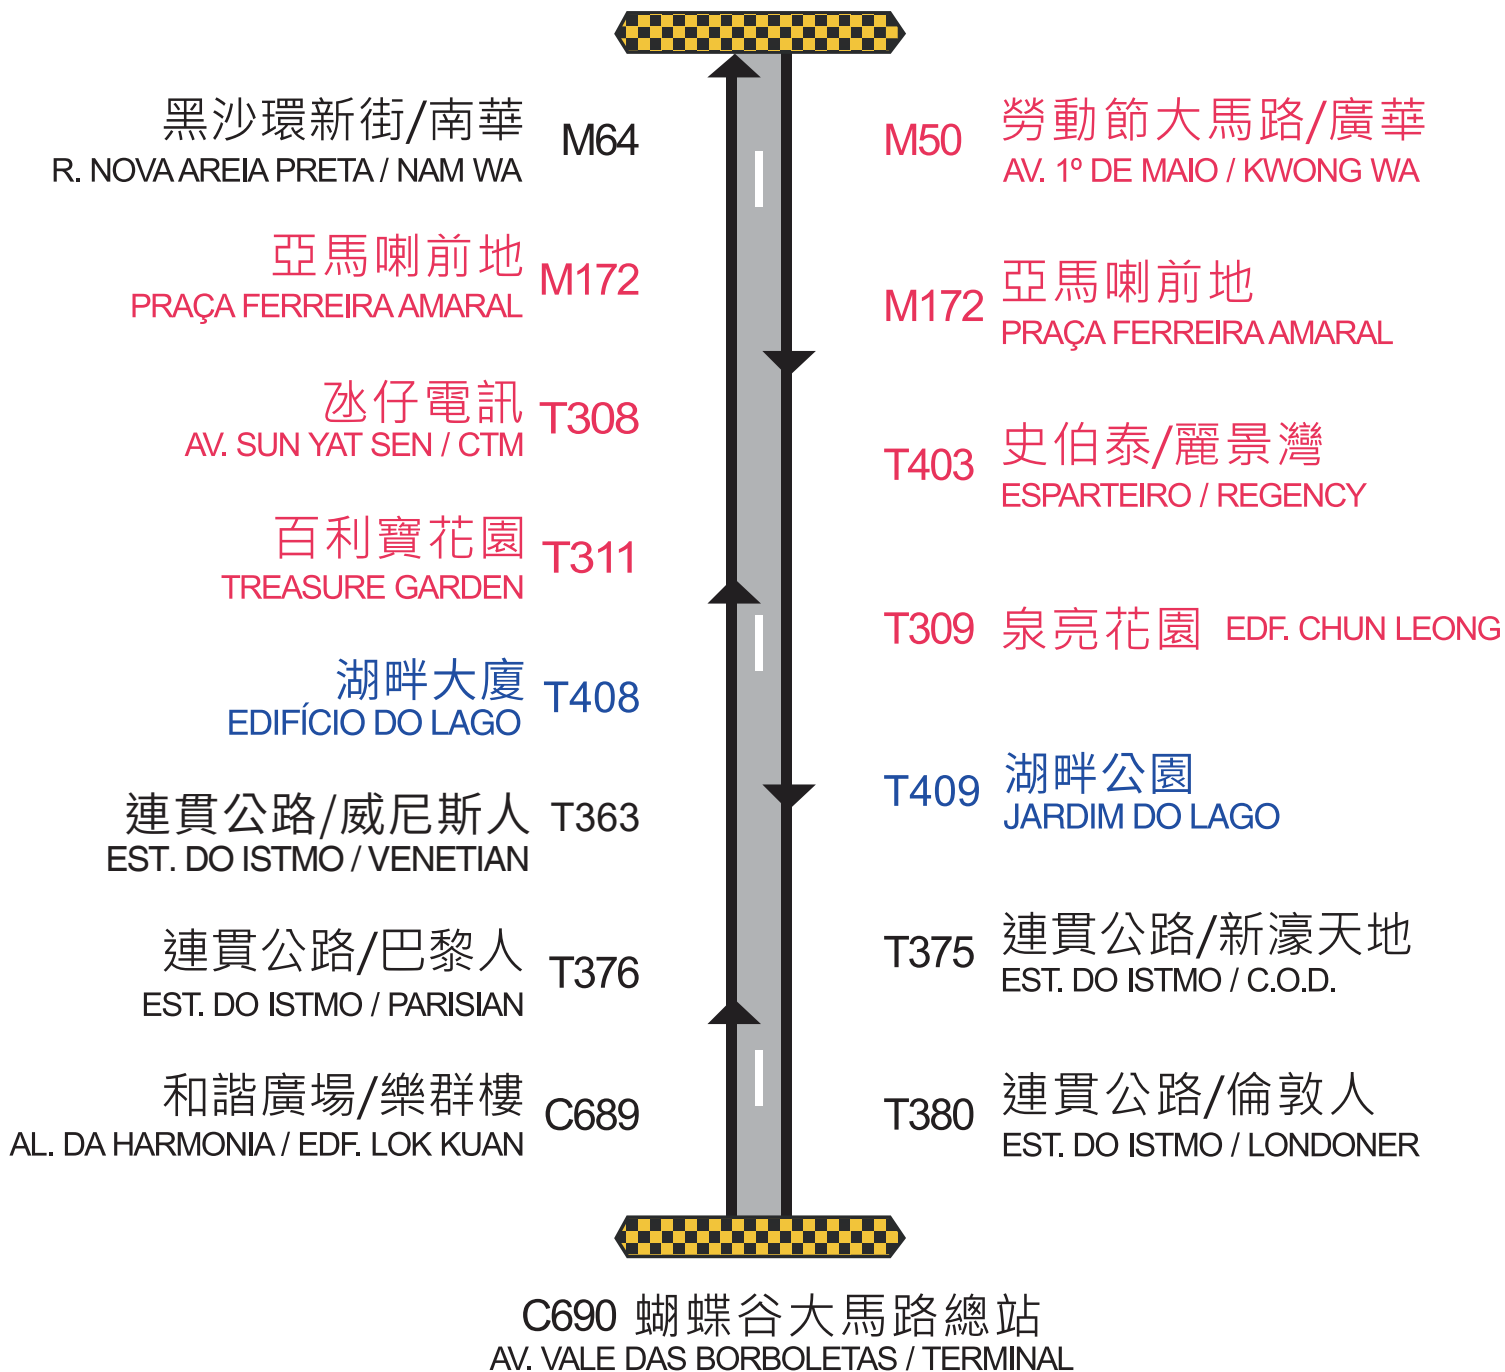 黑沙環新街/南華
R. NOVA AREIA PRETA / NAM WA
M64
亞馬喇前地
PRAÇA FERREIRA AMARAL
M172
氹仔電訊
AV. SUN YAT SEN / CTM
T308
百利寶花園
TREASURE GARDEN
T311
湖畔大廈
EDIFÍCIO DO LAGO
T408
連貫公路/威尼斯人
EST. DO ISTMO / VENETIAN
T363
連貫公路/巴黎人
EST. DO ISTMO / PARISIAN
T376
和諧廣場/樂群樓
AL. DA HARMONIA / EDF. LOK KUAN
C689
M50
勞動節大馬路/廣華
AV. 1º DE MAIO / KWONG WA
M172
亞馬喇前地
PRAÇA FERREIRA AMARAL
T403
史伯泰/麗景灣
ESPARTEIRO / REGENCY
T309 泉亮花園 EDF. CHUN LEONG
T409
湖畔公園
JARDIM DO LAGO
T375
連貫公路/新濠天地
EST. DO ISTMO / C.O.D.
T380
連貫公路/倫敦人
EST. DO ISTMO / LONDONER
C690 蝴蝶谷大馬路總站
AV. VALE DAS BORBOLETAS / TERMINAL